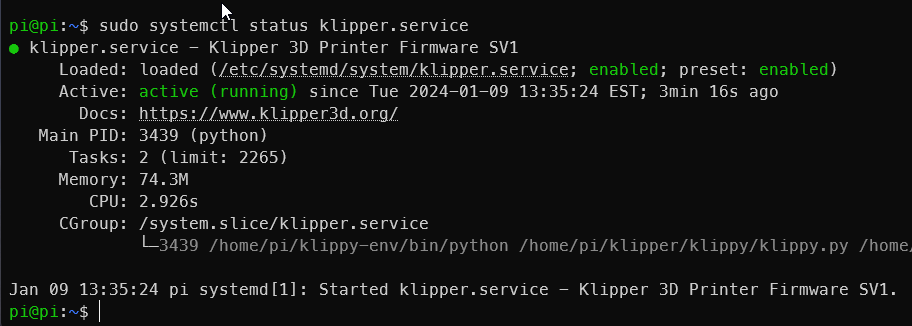 pi@pi:~$ sudo systemctl status klipper.service
● klipper.service – Klipper 3D Printer Firmware SV1
Loaded: loaded (/etc/systemd/system/klipper.service; enabled; preset: enabled)
Active: active (running) since Tue 2024-01-09 13:35:24 EST; 3min 16s ago
Docs: https://www.klipper3d.org/
Main PID: 3439 (python)
Tasks: 2 (limit: 2265)
Memory: 74.3M
CPU: 2.926s
CGroup: /system.slice/klipper.service
└─3439 /home/pi/klippy-env/bin/python /home/pi/klipper/klippy/klippy.py /home/
Jan 09 13:35:24 pi systemd[1]: Started klipper.service – Klipper 3D Printer Firmware SV1.
pi@pi:~$